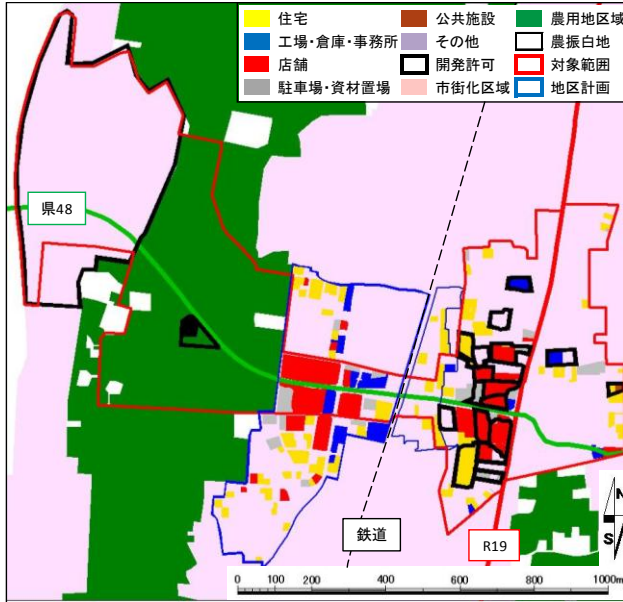 住宅 公共施設 農用地区域
工場・倉庫・事務所 その他 農振白地
店舗 開発許可 対象範囲
駐車場・資材置場 市街化区域 地区計画
県48
鉄道
R19
N
S
0 100 200 400 600 800 1000m